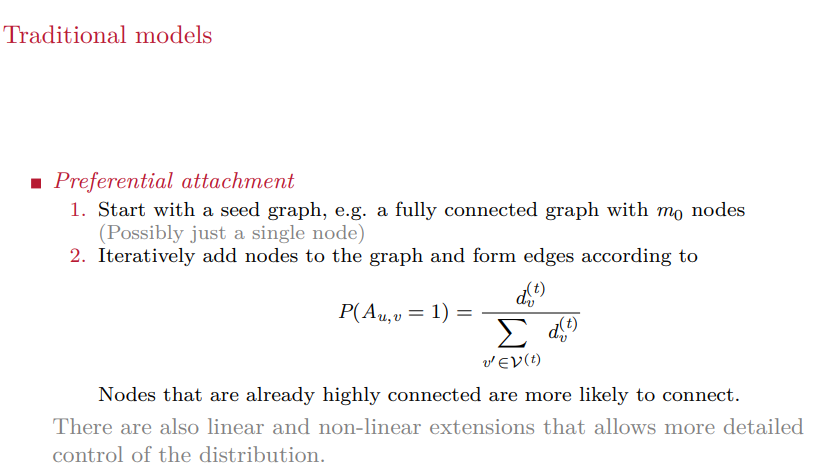 Traditional models
■ Preferential attachment
1. Start with a seed graph, e.g. a fully connected graph with m₀ nodes
(Possibly just a single node)
2. Iteratively add nodes to the graph and form edges according to
P(A_{u,v} = 1) = \frac{d_v^{(t)}}{\sum_{v' \in \mathcal{V}^{(t)}} d_v^{(t)}}
Nodes that are already highly connected are more likely to connect.
There are also linear and non-linear extensions that allows more detailed
control of the distribution.